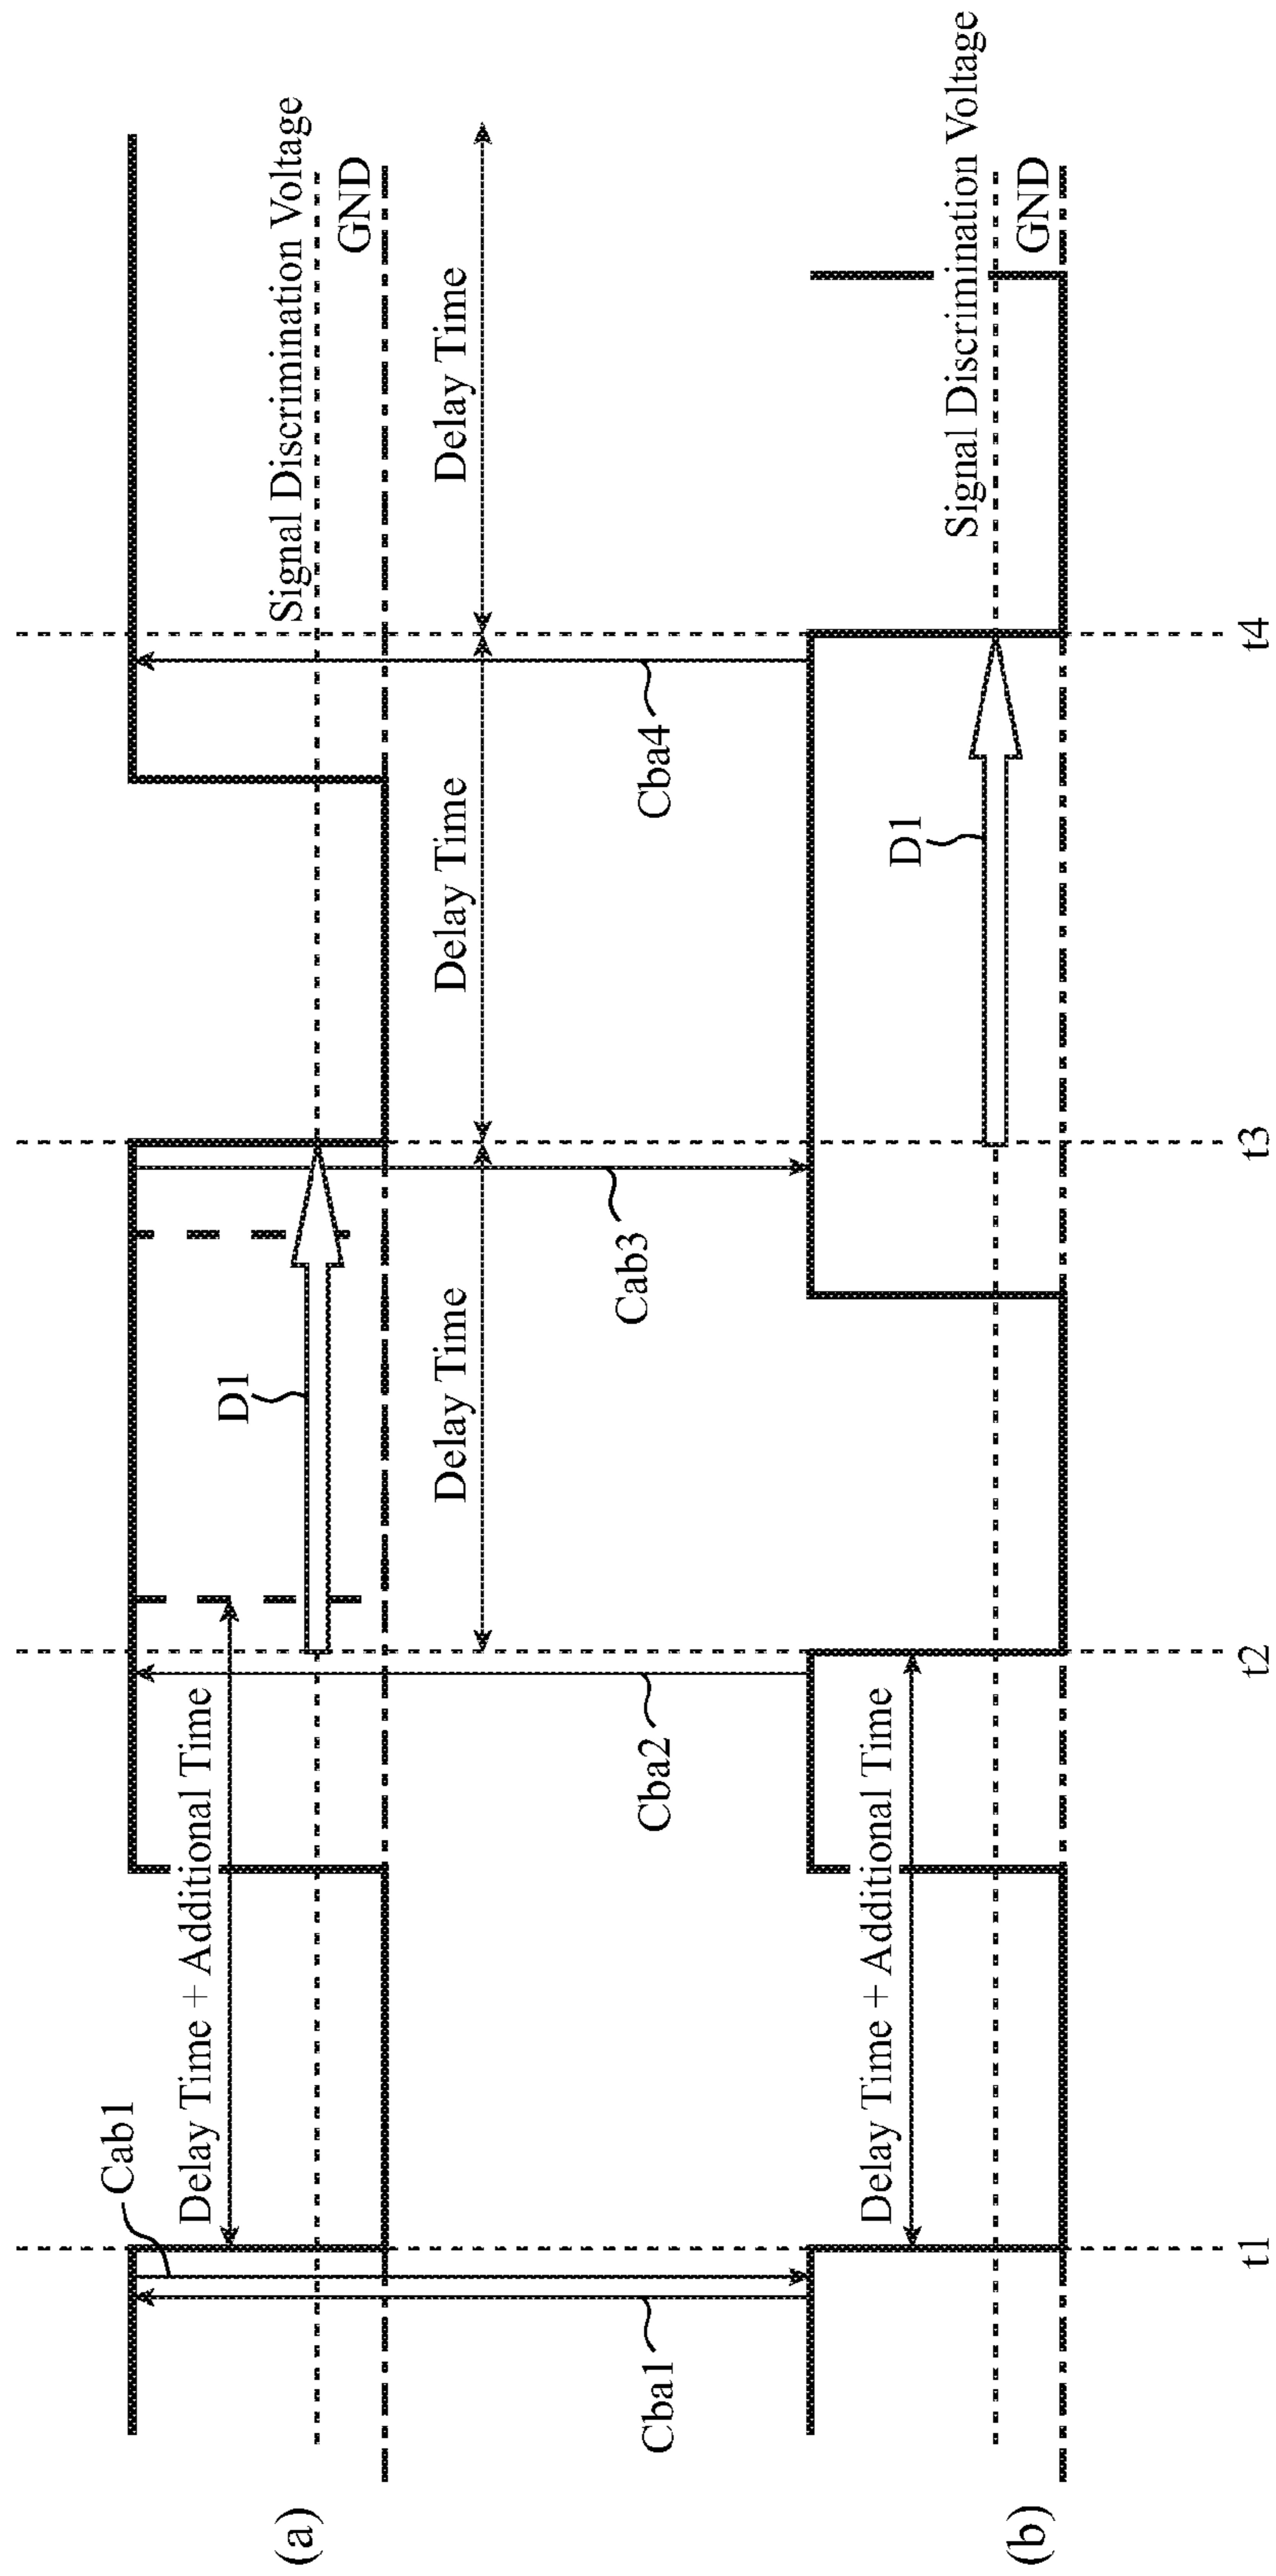 (a)
Cab1
Delay Time + Additional Time
D1
Signal Discrimination Voltage
GND
Delay Time
Delay Time
Delay Time
Cba1
Cba2
Cab3
Cba4
(b)
Delay Time + Additional Time
D1
Signal Discrimination Voltage
GND
t1
t2
t3
t4